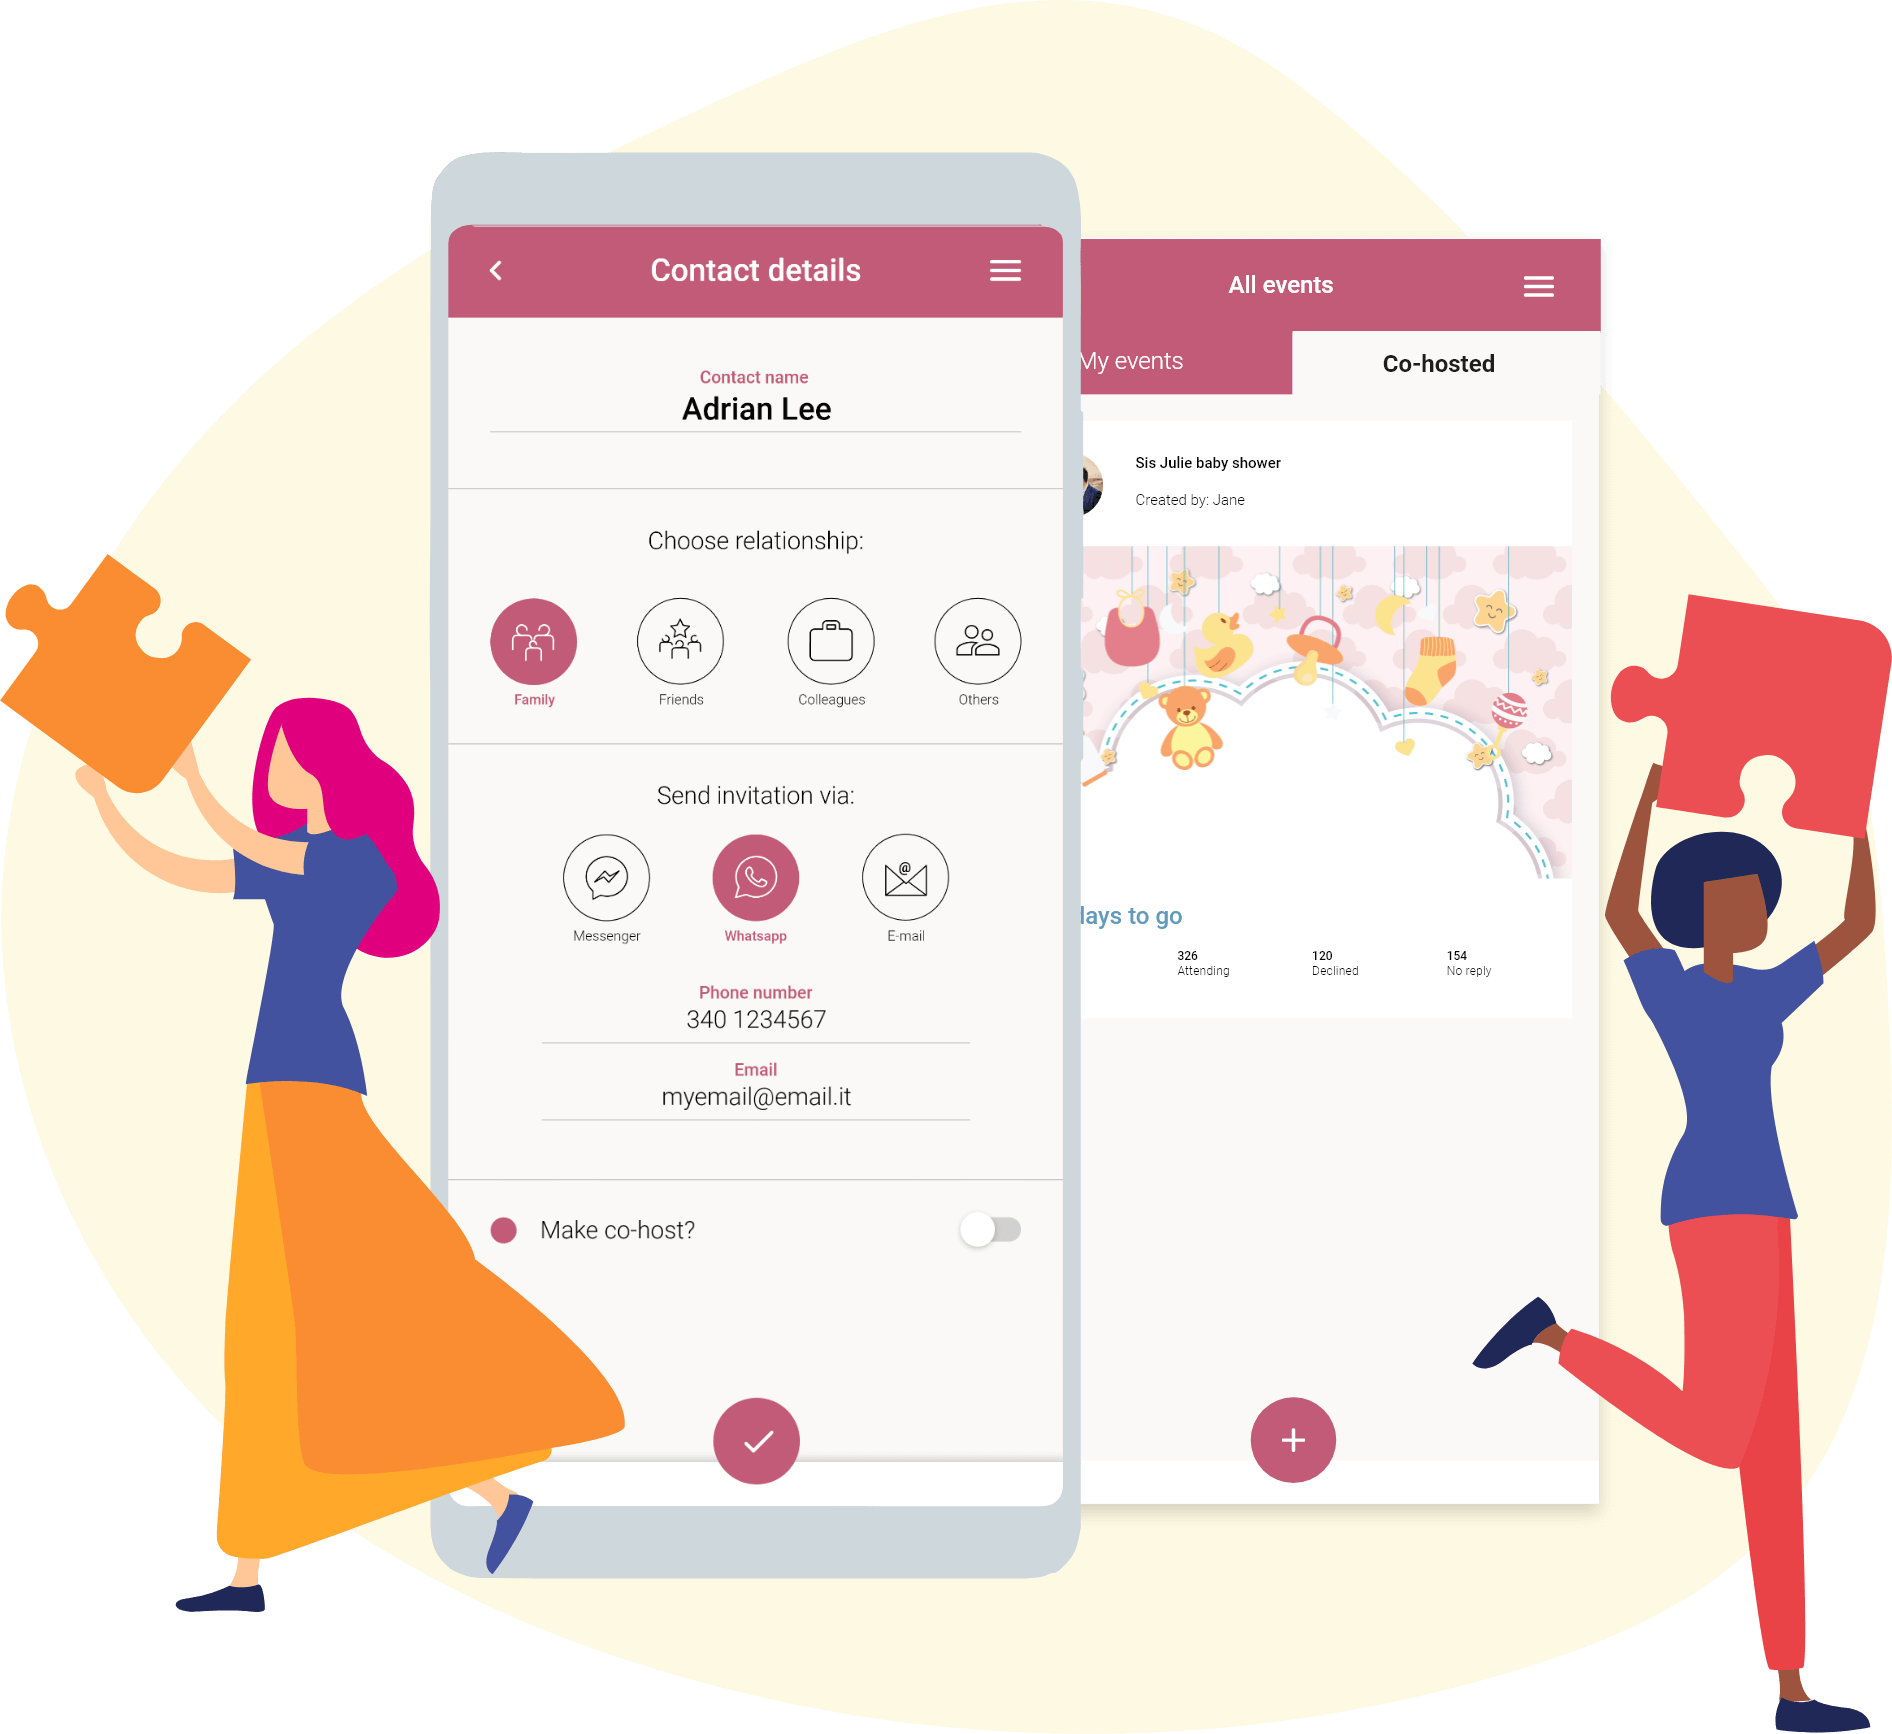 Contact details
Contact name
Adrian Lee
Choose relationship:
Family
Friends
Colleagues
Others
Send invitation via:
@
Messenger
Whatsapp
E-mail
Phone number
340 1234567
Email
myemail@email.it
Make co-host?
All events
My events
Co-hosted
Sis Julie baby shower
Created by: Jane
to go
326
Attending
120
Declined
154
No reply